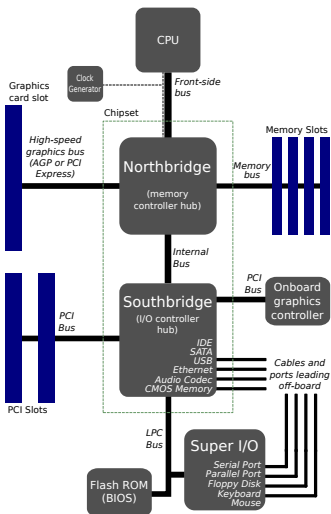 CPU
Clock
Generator
Front-side
bus
Graphics
card slot
Chipset
High-speed
graphics bus
(AGP or PCI
Express)
Northbridge
(memory
controller hub)
Memory
bus
Memory Slots
Internal
Bus
Southbridge
(I/O controller
hub)
PCI
Bus
Onboard
graphics
controller
PCI
Bus
IDE
SATA
USB
Ethernet
Audio Codec
CMOS Memory
Cables and
ports leading
off-board
PCI Slots
LPC
Bus
Super I/O
Serial Port
Parallel Port
Floppy Disk
Keyboard
Mouse
Flash ROM
(BIOS)